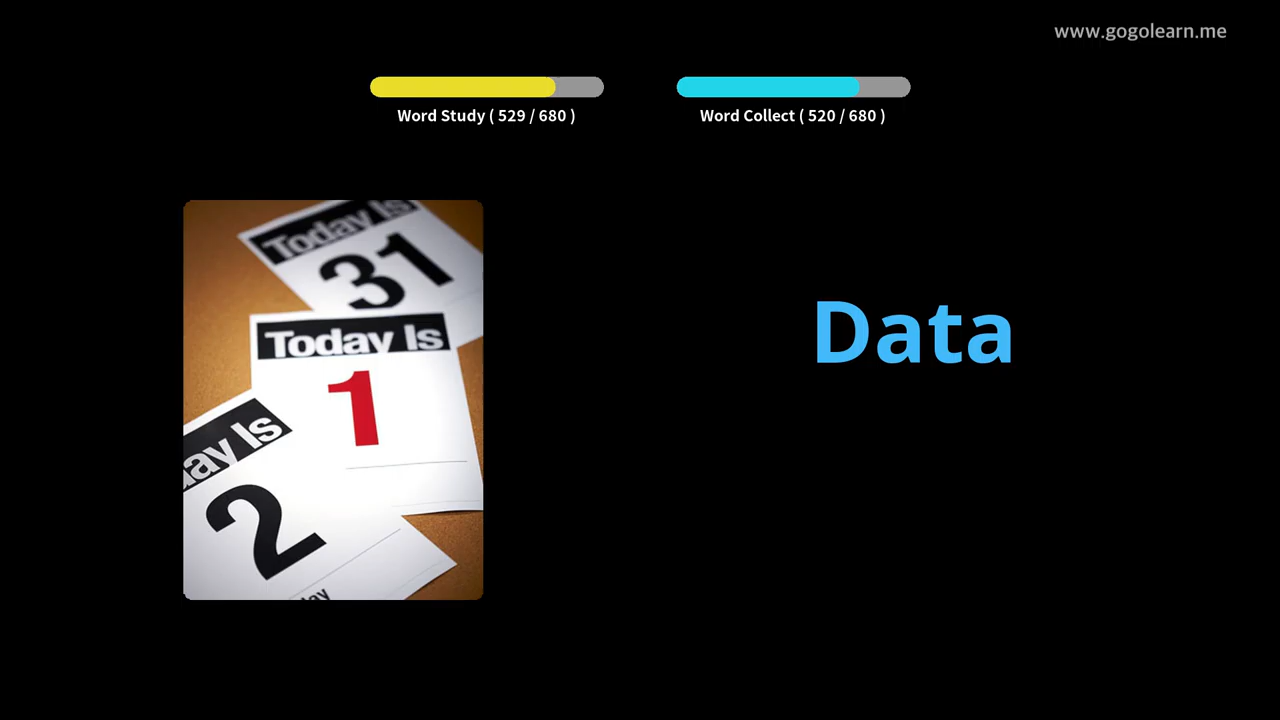 www.gogolearn.me
Word Study ( 529 / 680 )
Word Collect ( 520 / 680 )
Today Is
31
Today Is
1
ay Is
2
ay
Data